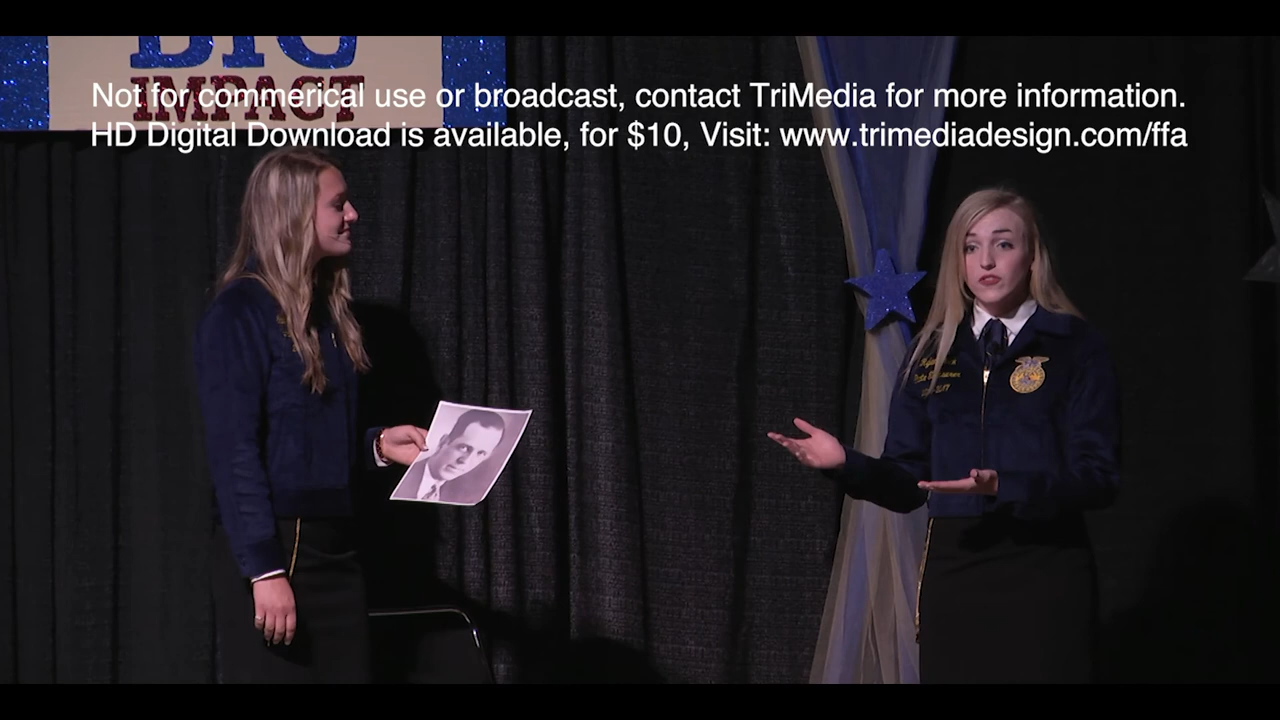 BIG
IMPACT
Not for commerical use or broadcast, contact TriMedia for more information.
HD Digital Download is available, for $10, Visit: www.trimediadesign.com/ffa